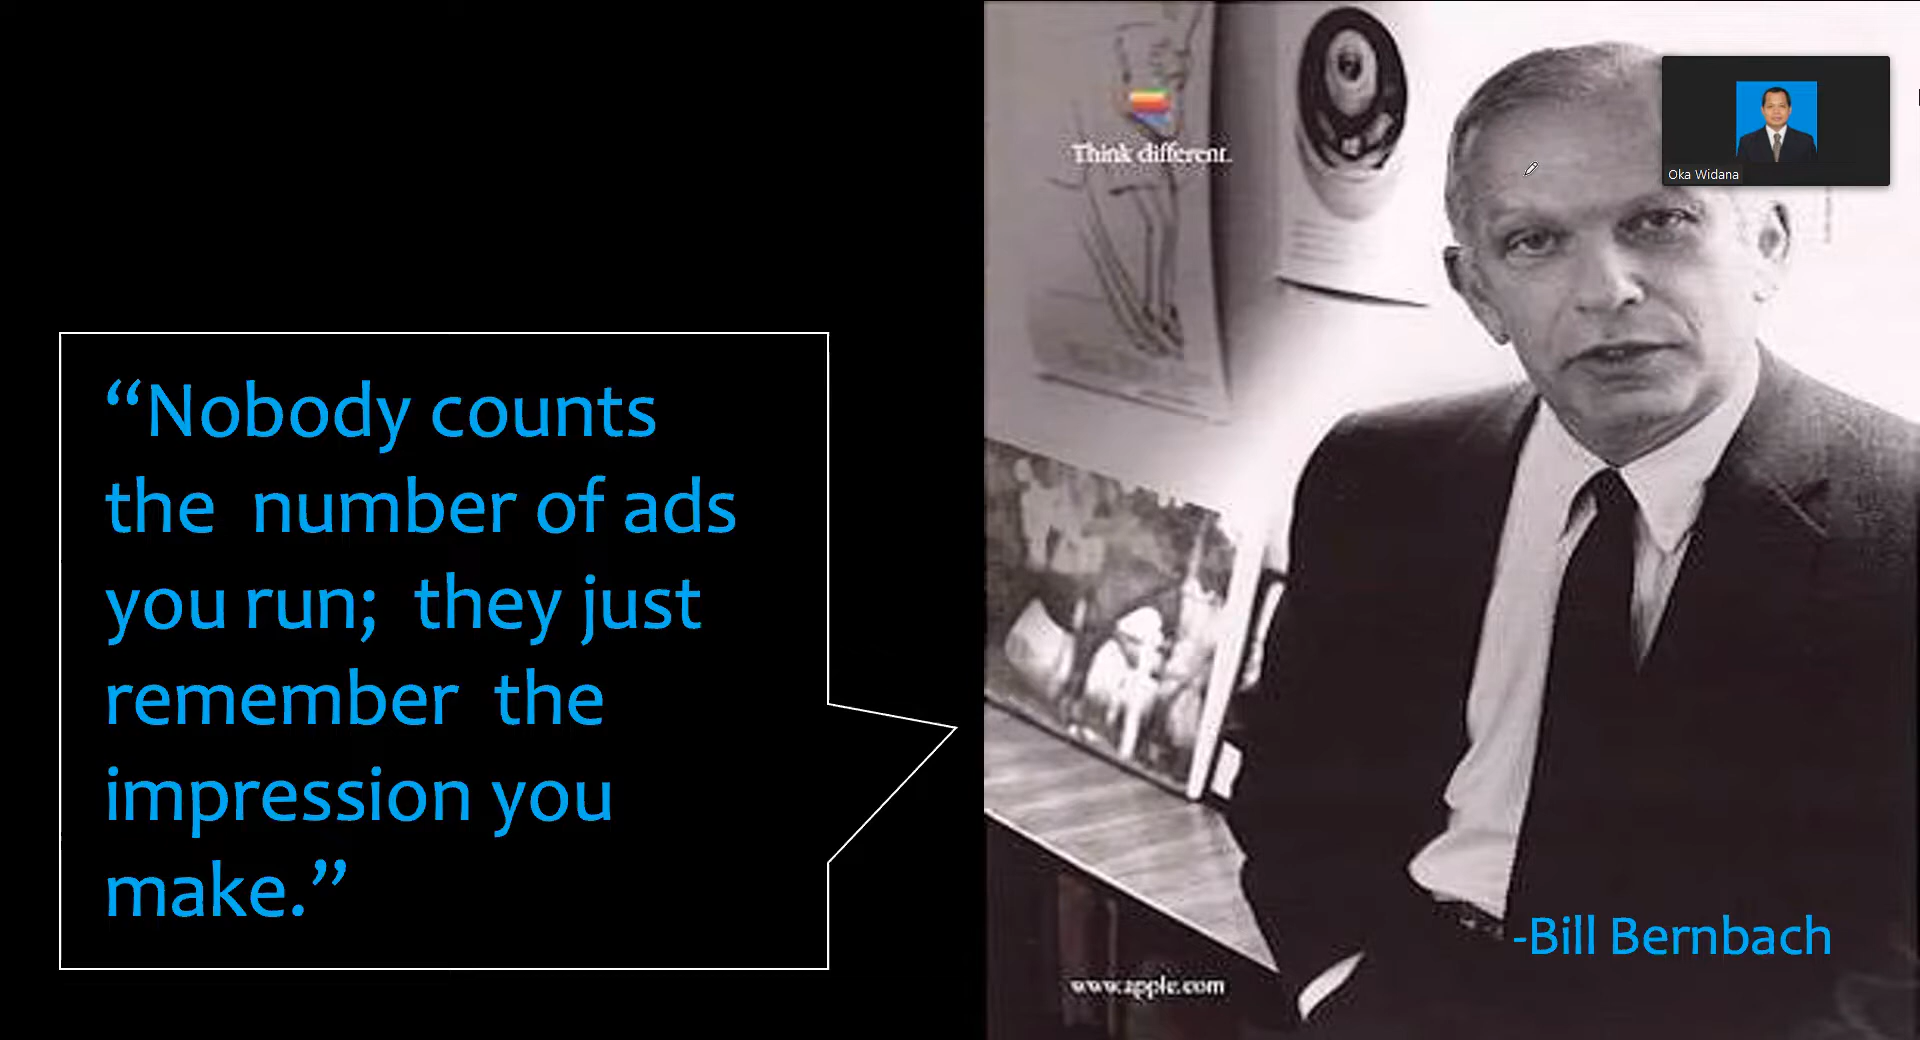 “Nobody counts
the number of ads
you run; they just
remember the
impression you
make.”
Think different.
Oka Widana
-Bill Bernbach
www.apple.com